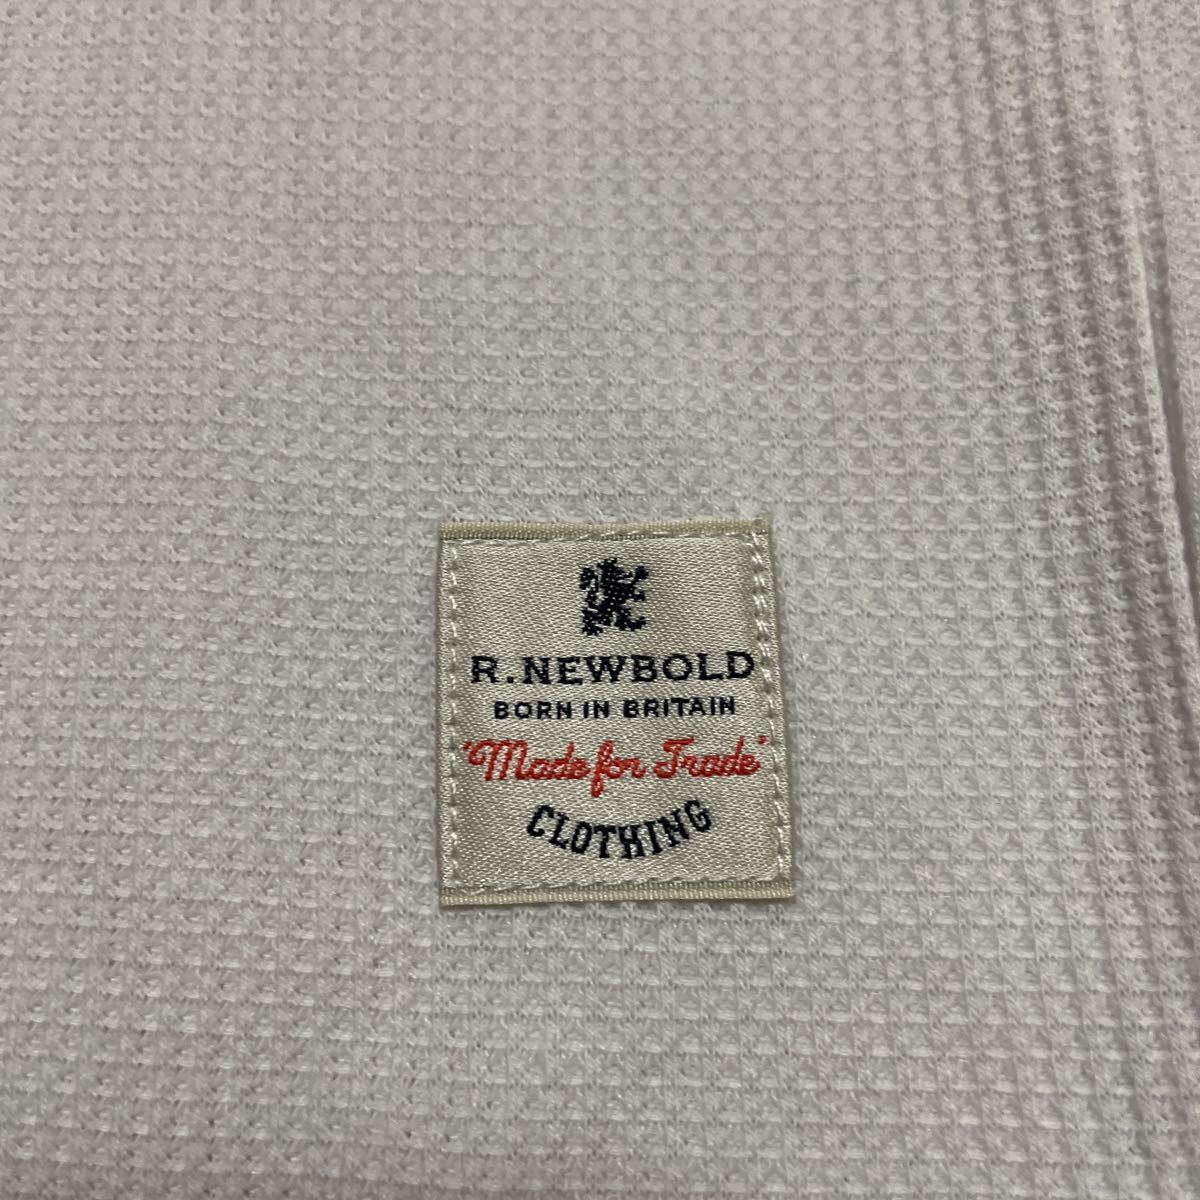 R.NEWBOLD
BORN IN BRITAIN
"Made for Trade"
CLOTHING